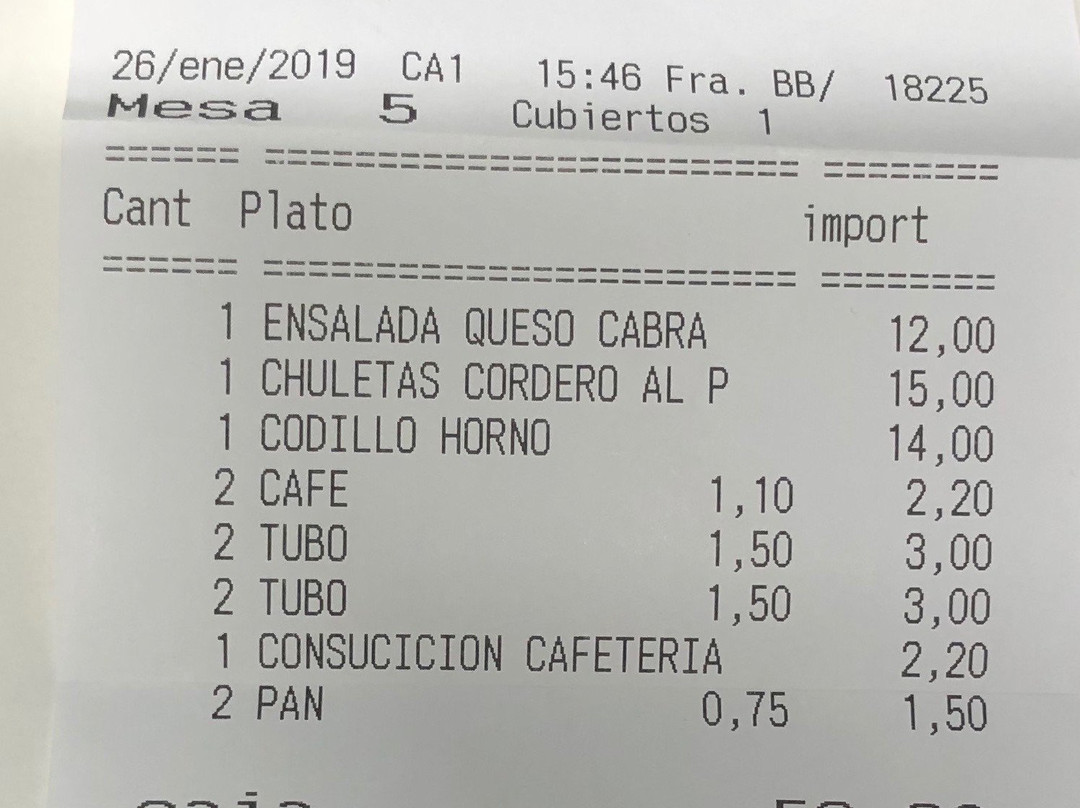 26/ene/2019 CA1 15:46 Fra. BB/ 18225
Mesa 5 Cubiertos 1
====== ======================== ========
Cant Plato import
====== ======================== ========
1 ENSALADA QUESO CABRA 12,00
1 CHULETAS CORDERO AL P 15,00
1 CODILLO HORNO 14,00
2 CAFE 1,10 2,20
2 TUBO 1,50 3,00
2 TUBO 1,50 3,00
1 CONSUCICION CAFETERIA 2,20
2 PAN 0,75 1,50